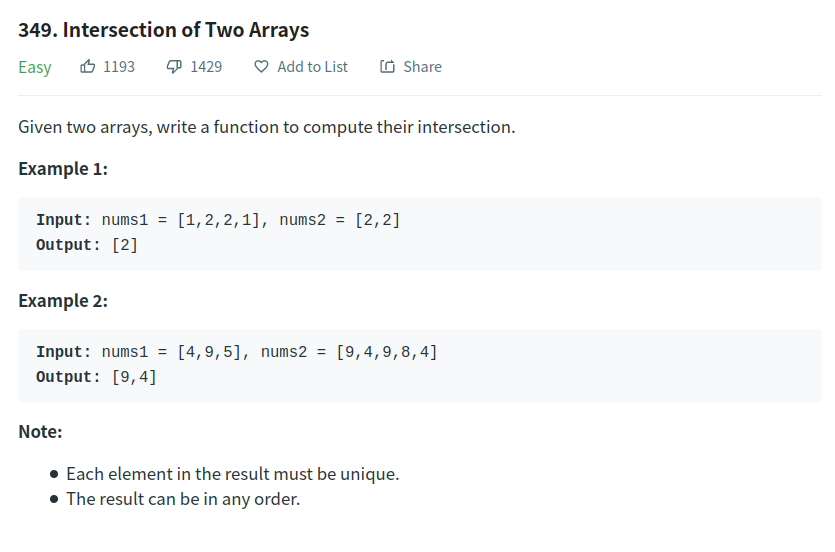 349. Intersection of Two Arrays
Easy 1193 1429 Add to List Share
Given two arrays, write a function to compute their intersection.
Example 1:
Input: nums1 = [1,2,2,1], nums2 = [2,2]
Output: [2]
Example 2:
Input: nums1 = [4,9,5], nums2 = [9,4,9,8,4]
Output: [9,4]
Note:
● Each element in the result must be unique.
● The result can be in any order.